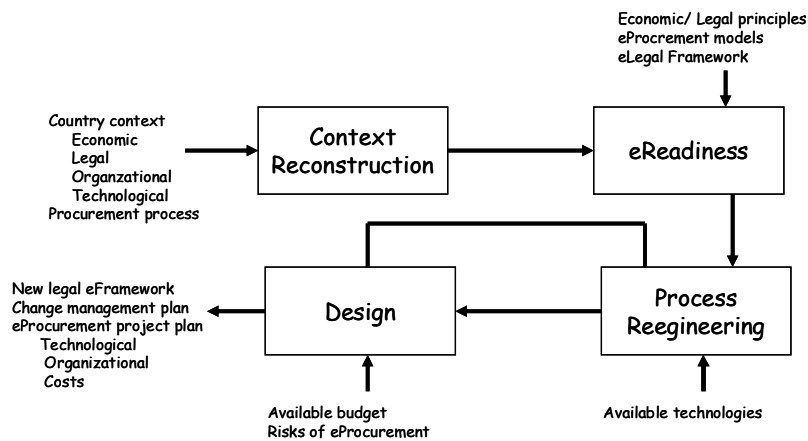 Economic/ Legal principles
eProcrement models
eLegal Framework
Country context
Economic
Legal
Organzational
Technological
Procurement process
Context
Reconstruction
eReadiness
New legal eFramework
Change management plan
eProcurement project plan
Technological
Organizational
Costs
Design
Process
Reegineering
Available budget
Risks of eProcurement
Available technologies